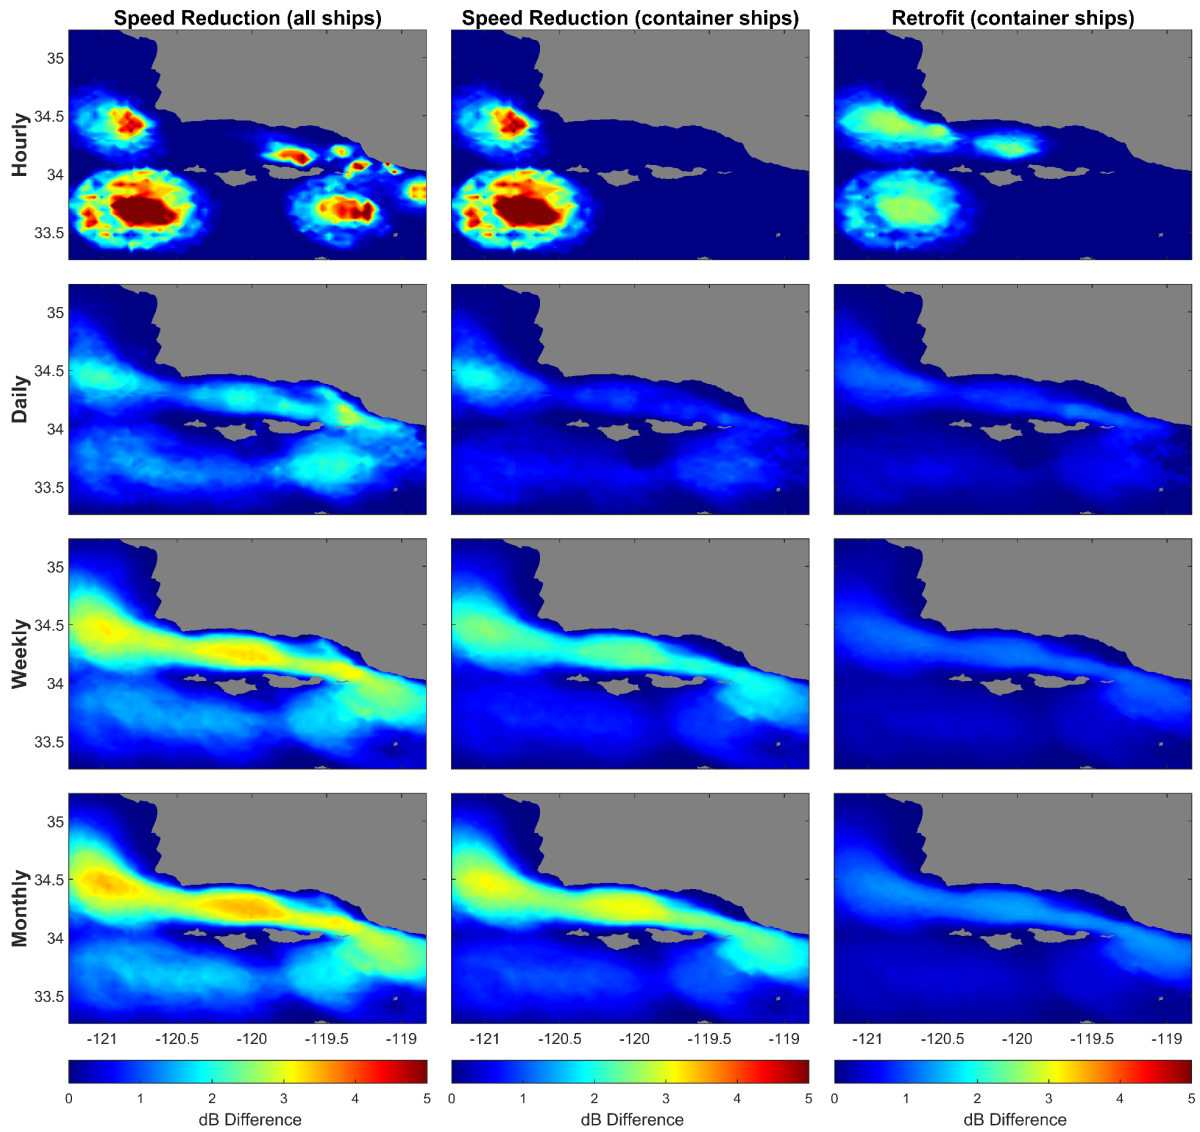 Speed Reduction (all ships) Speed Reduction (container ships) Retrofit (container ships)
Hourly
35
34.5
34
33.5
Daily
35
34.5
34
33.5
Weekly
35
34.5
34
33.5
Monthly
35
34.5
34
33.5
-121 -120.5 -120 -119.5 -119 -121 -120.5 -120 -119.5 -119 -121 -120.5 -120 -119.5 -119
0 1 2 3 4 5 0 1 2 3 4 5 0 1 2 3 4 5
dB Difference dB Difference dB Difference